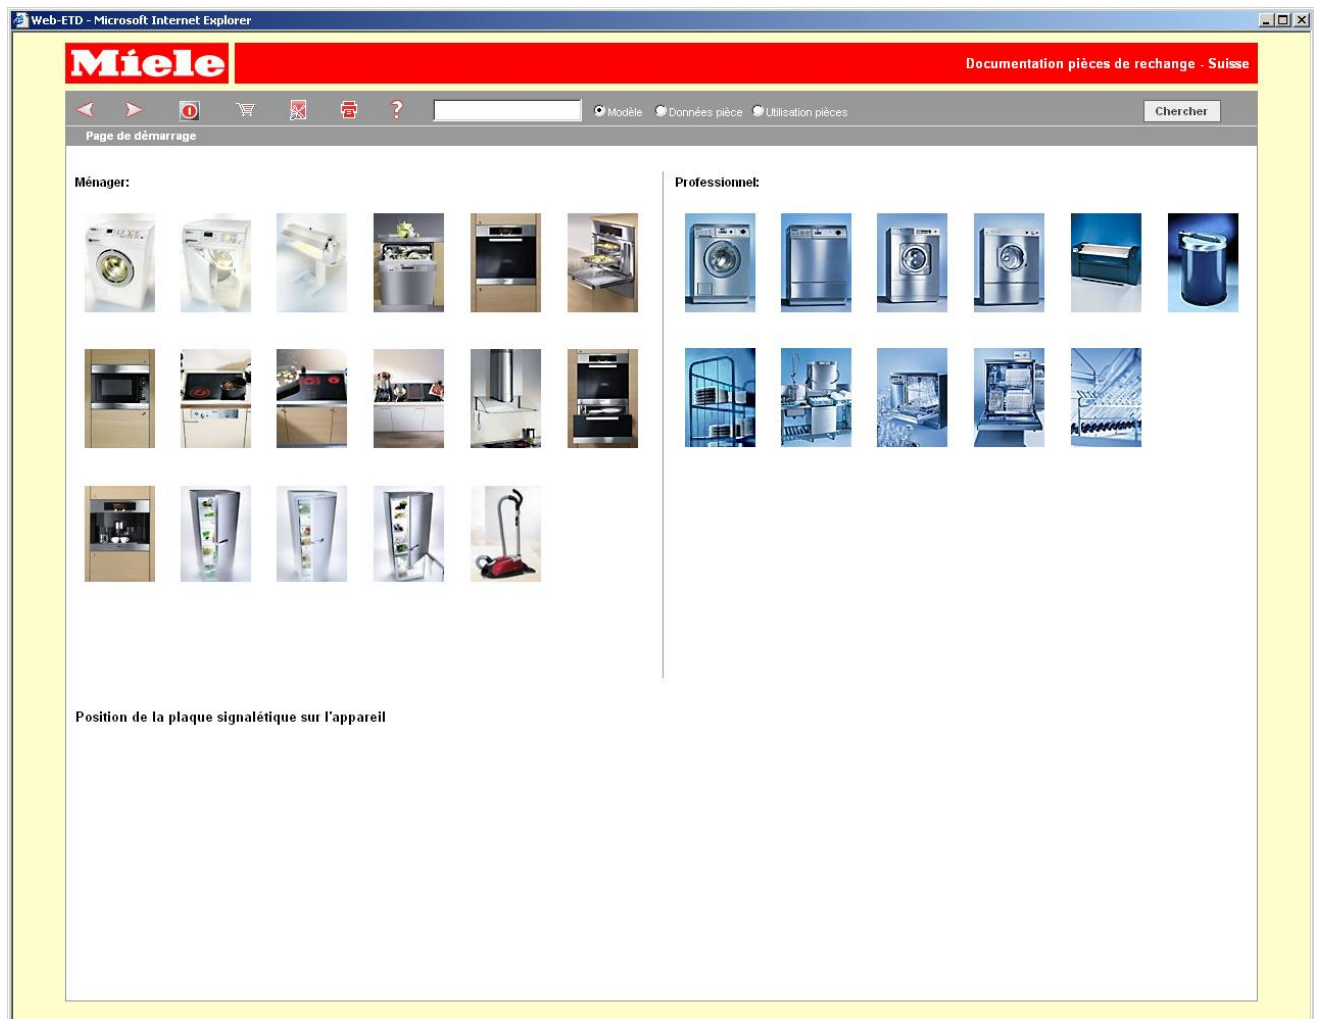 Web-ETD - Microsoft Internet Explorer
Miele
Documentation pièces de rechange - Suisse
? Modèle Données pièce Utilisation pièces Chercher
Page de démarrage
Ménager: Professionnel:
Position de la plaque signalétique sur l'appareil